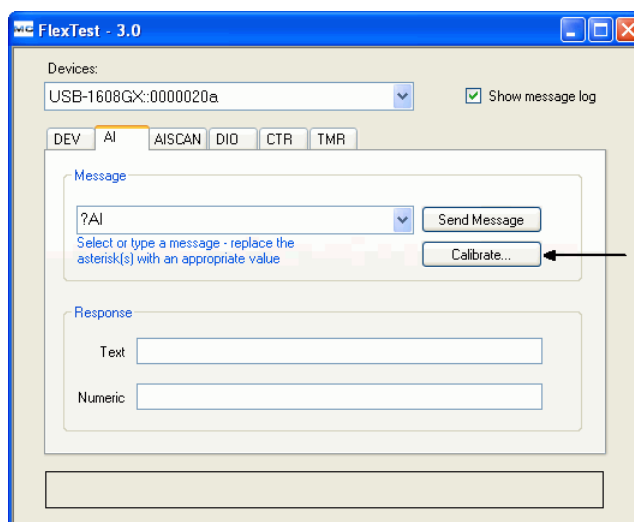 MC FlexTest - 3.0
Devices:
USB-1608GX::0000020a
Show message log
DEV AI AISCAN DIO CTR TMR
Message
?AI
Send Message
Select or type a message - replace the
asterisk(s) with an appropriate value
Calibrate...
Response
Text
Numeric